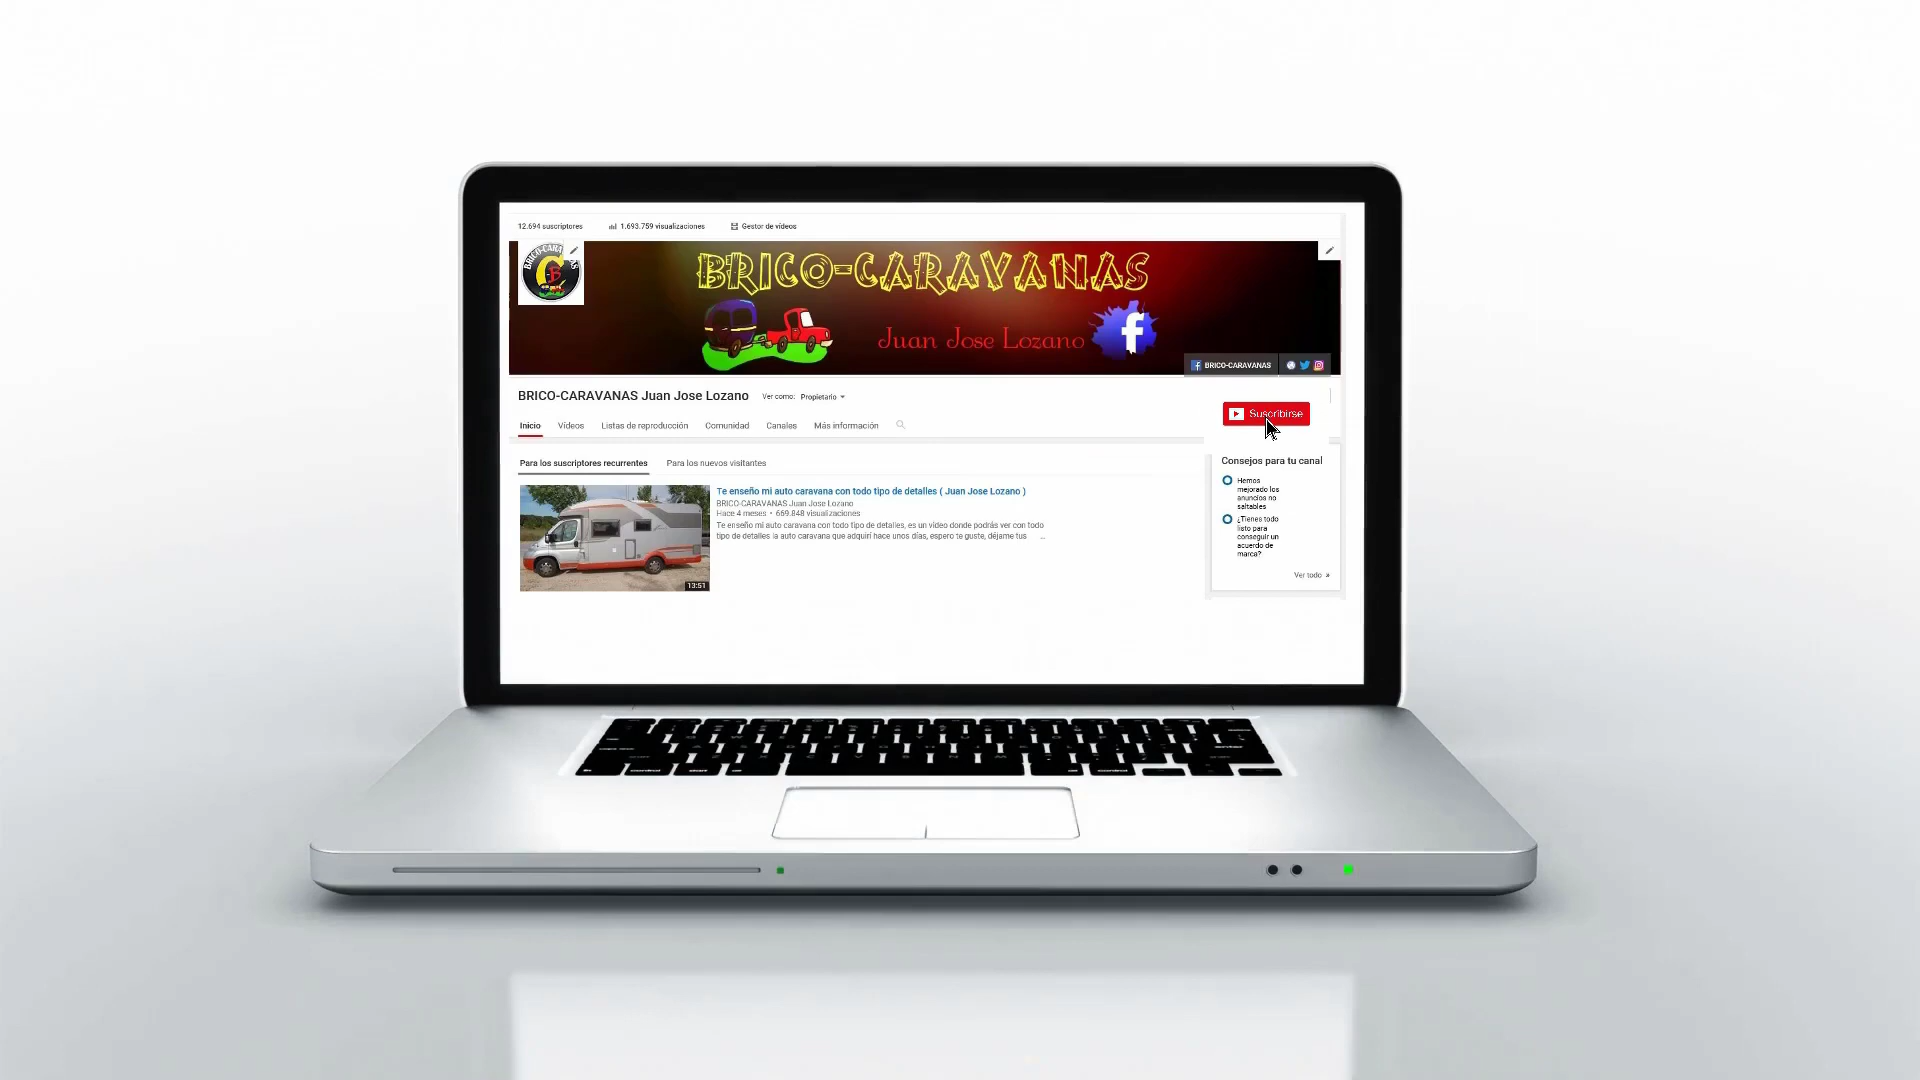 12.694 suscriptores 1.693.759 visualizaciones Gestor de vídeos
BRICO-CARAVANAS
Juan Jose Lozano
f
BRICO-CARAVANAS
BRICO-CARAVANAS Juan Jose Lozano Ver como: Propietario
Suscribirse
Inicio Vídeos Listas de reproducción Comunidad Canales Más información
Para los suscriptores recurrentes Para los nuevos visitantes
Te enseño mi auto caravana con todo tipo de detalles ( Juan Jose Lozano )
BRICO-CARAVANAS Juan Jose Lozano
Hace 4 meses • 669.848 visualizaciones
Te enseño mi auto caravana con todo tipo de detalles, es un video donde podrás ver con todo
tipo de detalles la auto caravana que adquirí hace unos días, espero te guste, déjame tus ...
13:51
Consejos para tu canal
Hemos
mejorado los
anuncios no
saltables
¿Tienes todo
listo para
conseguir un
acuerdo de
marca?
Ver todo »